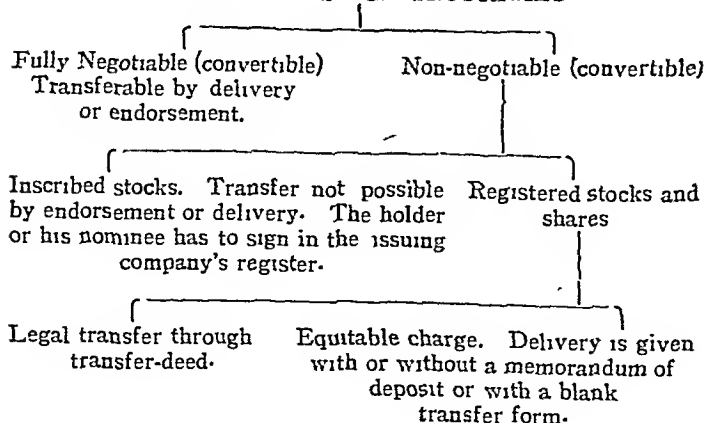 Fully Negotiable (convertible)
Transferable by delivery
or endorsement.
Non-negotiable (convertible)
Inscribed stocks. Transfer not possible
by endorsement or delivery. The holder
or his nominee has to sign in the issuing
company's register.
Registered stocks and
shares
Legal transfer through
transfer-deed.
Equitable charge. Delivery is given
with or without a memorandum of
deposit or with a blank
transfer form.